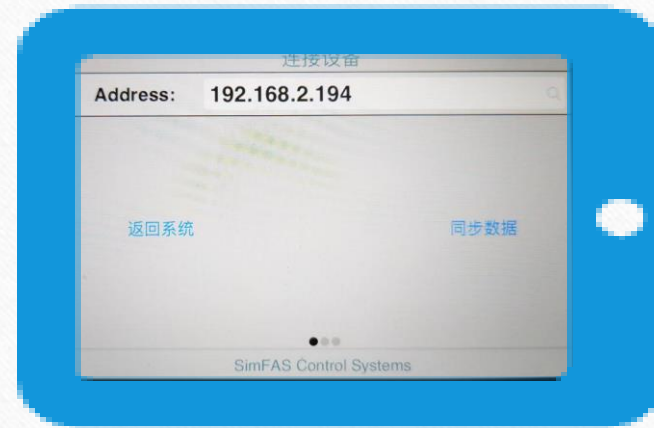 连接设备
Address: 192.168.2.194
返回系统 同步数据
SimFAS Control Systems